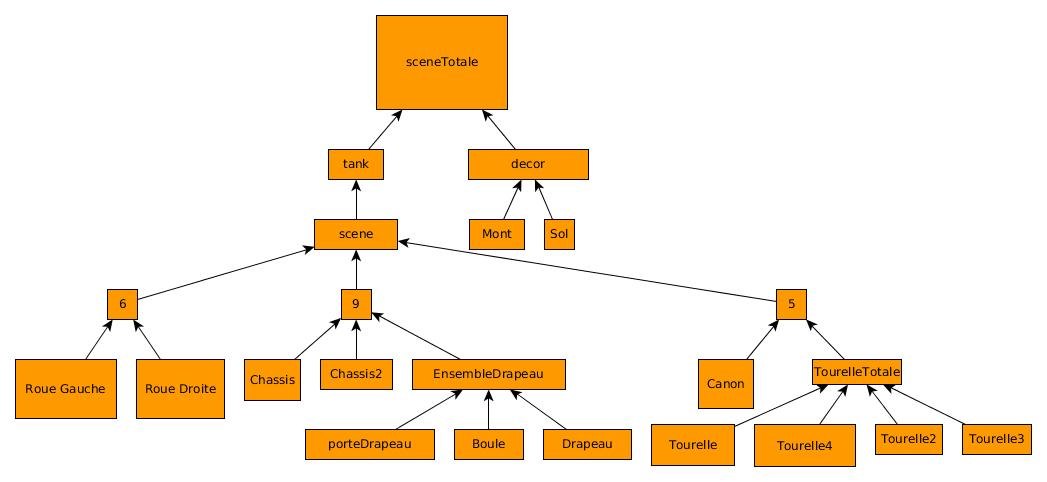 sceneTotale
tank
decor
scene
Mont
Sol
6
9
5
Roue Gauche
Roue Droite
Chassis
Chassis2
EnsembleDrapeau
Canon
TourelleTotale
porteDrapeau
Boule
Drapeau
Tourelle
Tourelle4
Tourelle2
Tourelle3